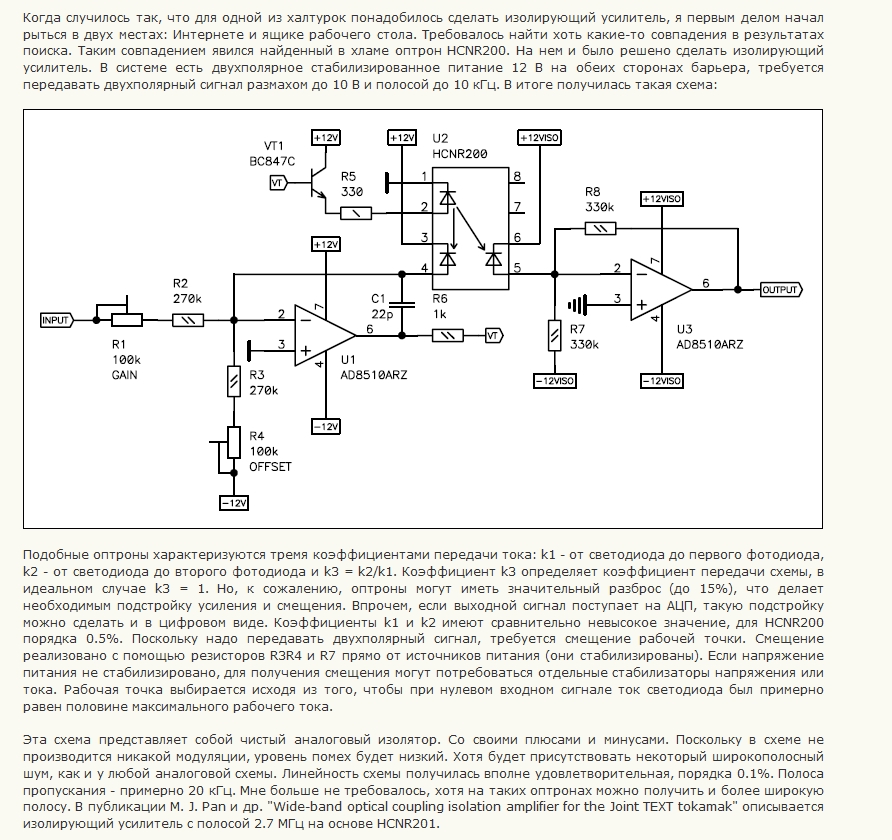 Когда случилось так, что для одной из халтурок понадобилось сделать изолирующий усилитель, я первым делом начал
рыться в двух местах: Интернете и ящике рабочего стола. Требовалось найти хоть какие-то совпадения в результатах
поиска. Таким совпадением явился найденный в хламе оптрон HCNR200. На нем и было решено сделать изолирующий
усилитель. В системе есть двухполярное стабилизированное питание 12 В на обеих сторонах барьера, требуется
передавать двухполярный сигнал размахом до 10 В и полосой до 10 кГц. В итоге получилась такая схема:
+12V
+12V
U2
HCNR200
+12VISO
VT1
BC847C
VT
R5
330
1
2
3
4
8
7
6
5
R8
330k
+12VISO
+12V
R2
270k
INPUT
R1
100k
GAIN
C1
22p
R6
1k
VT
2
3
7
4
6
U1
AD8510ARZ
R3
270k
R4
100k
OFFSET
-12V
-12V
R7
330k
-12VISO
2
3
7
4
6
OUTPUT
U3
AD8510ARZ
-12VISO
Подобные оптроны характеризуются тремя коэффициентами передачи тока: k1 - от светодиода до первого фотодиода,
k2 - от светодиода до второго фотодиода и k3 = k2/k1. Коэффициент k3 определяет коэффициент передачи схемы, в
идеальном случае k3 = 1. Но, к сожалению, оптроны могут иметь значительный разброс (до 15%), что делает
необходимым подстройку усиления и смещения. Впрочем, если выходной сигнал поступает на АЦП, такую подстройку
можно сделать и в цифровом виде. Коэффициенты k1 и k2 имеют сравнительно невысокое значение, для HCNR200
порядка 0.5%. Поскольку надо передавать двухполярный сигнал, требуется смещение рабочей точки. Смещение
реализовано с помощью резисторов R3R4 и R7 прямо от источников питания (они стабилизированы). Если напряжение
питания не стабилизировано, для получения смещения могут потребоваться отдельные стабилизаторы напряжения или
тока. Рабочая точка выбирается исходя из того, чтобы при нулевом входном сигнале ток светодиода был примерно
равен половине максимального рабочего тока.
Эта схема представляет собой чистый аналоговый изолятор. Со своими плюсами и минусами. Поскольку в схеме не
производится никакой модуляции, уровень помех будет низкий. Хотя будет присутствовать некоторый широкополосный
шум, как и у любой аналоговой схемы. Линейность схемы получилась вполне удовлетворительная, порядка 0.1%. Полоса
пропускания - примерно 20 кГц. Мне больше не требовалось, хотя на таких оптронах можно получить и более широкую
полосу. В публикации M. J. Pan и др. "Wide-band optical coupling isolation amplifier for the Joint TEXT tokamak" описывается
изолирующий усилитель с полосой 2.7 МГц на основе HCNR201.